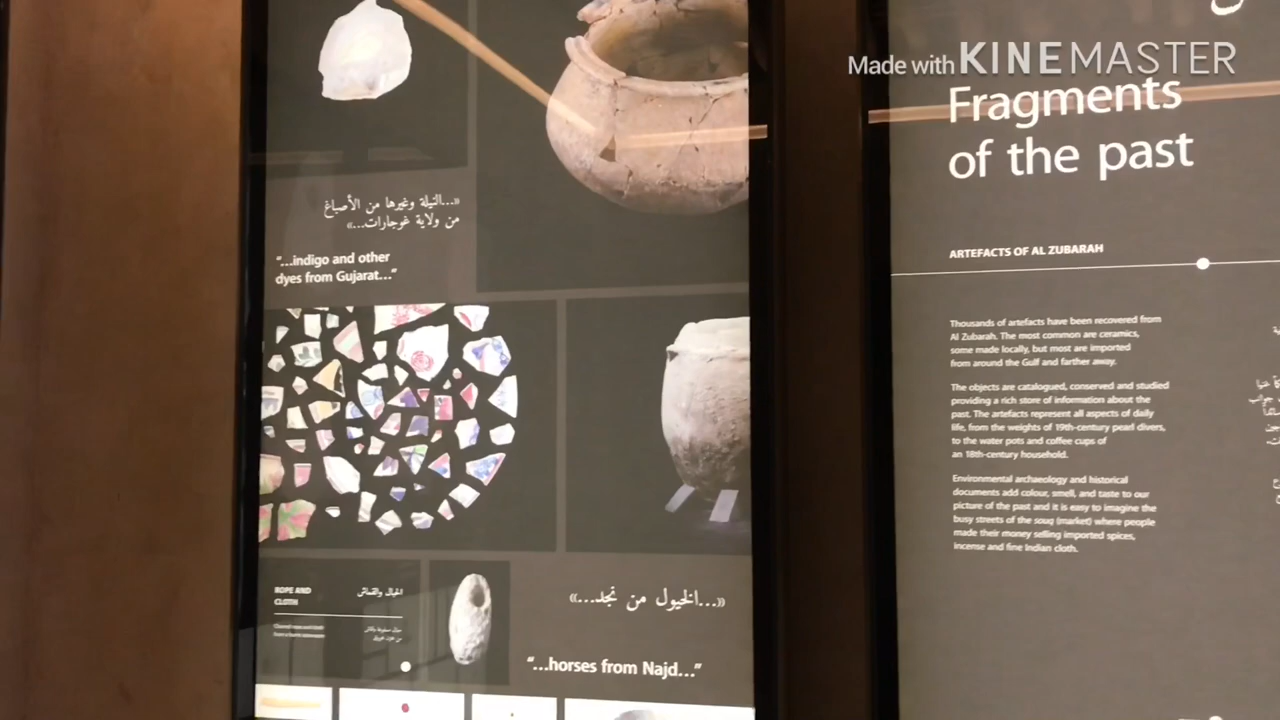 Made with KINEMASTER
«...النيلة وغيرها من الأصباغ
من ولاية غوجارات...»
“...indigo and other
dyes from Gujarat...”
ROPE AND
CLOTH
الحبال والقماش
«...الخيول من نجد...»
“...horses from Najd...”
Fragments
of the past
ARTEFACTS OF AL ZUBARAH
Thousands of artefacts have been recovered from
Al Zubarah. The most common are ceramics,
some made locally, but most are imported
from around the Gulf and farther away.
The objects are catalogued, conserved and studied
providing a rich store of information about the
past. The artefacts represent all aspects of daily
life, from the weights of 19th-century pearl divers,
to the water pots and coffee cups of
an 18th-century household.
Environmental archaeology and historical
documents add colour, smell, and taste to our
picture of the past and it is easy to imagine the
busy streets of the souq (market) where people
made their money selling imported spices,
incense and fine Indian cloth.